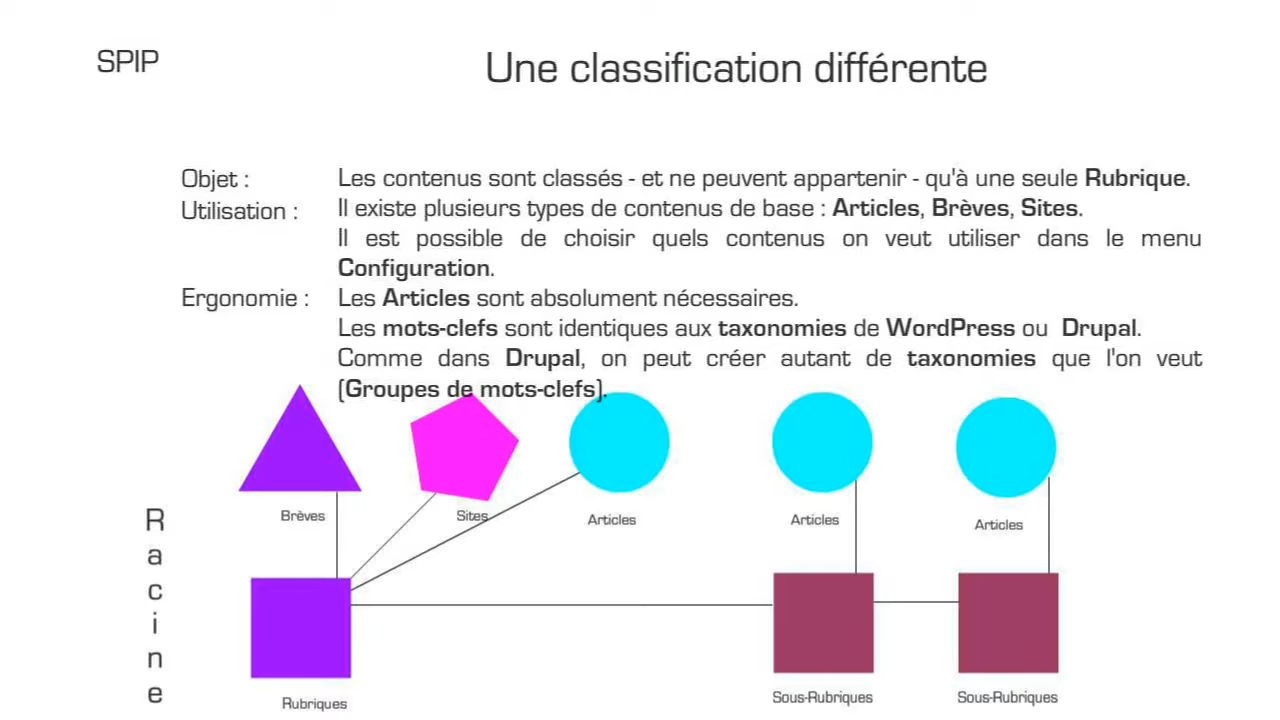 SPIP
Une classification différente
Objet :
Les contenus sont classés - et ne peuvent appartenir - qu'à une seule Rubrique.
Utilisation :
Il existe plusieurs types de contenus de base : Articles, Brèves, Sites.
Il est possible de choisir quels contenus on veut utiliser dans le menu
Configuration.
Ergonomie :
Les Articles sont absolument nécessaires.
Les mots-clefs sont identiques aux taxonomies de WordPress ou Drupal.
Comme dans Drupal, on peut créer autant de taxonomies que l'on veut
(Groupes de mots-clefs).
Brèves
Sites
Articles
Articles
Articles
Racine
Rubriques
Sous-Rubriques
Sous-Rubriques